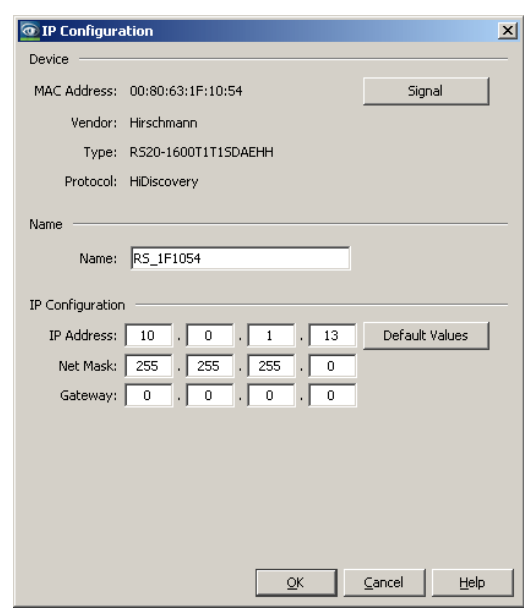 IP Configuration
Device
MAC Address: 00:80:63:1F:10:54 Signal
Vendor: Hirschmann
Type: RS20-1600T1T1SDAEHH
Protocol: HiDiscovery
Name
Name: RS_1F1054
IP Configuration
IP Address: 10 . 0 . 1 . 13 Default Values
Net Mask: 255 . 255 . 255 . 0
Gateway: 0 . 0 . 0 . 0
OK Cancel Help